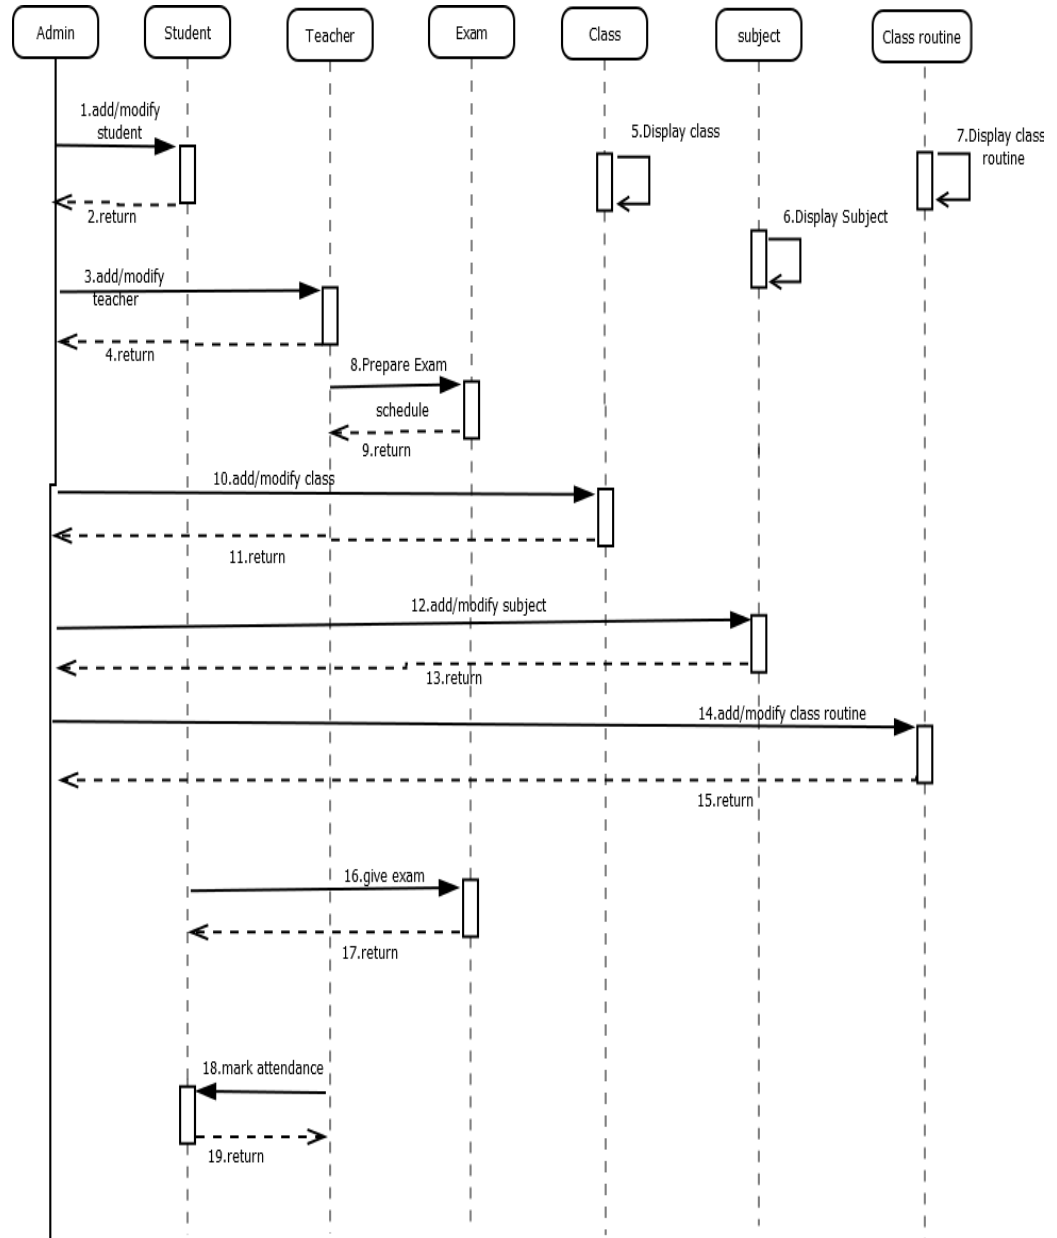 Admin
Student
Teacher
Exam
Class
subject
Class routine
1.add/modify
student
5.Display class
7.Display class
routine
2.return
6.Display Subject
3.add/modify
teacher
4.return
8.Prepare Exam
schedule
9.return
10.add/modify class
11.return
12.add/modify subject
13.return
14.add/modify class routine
15.return
16.give exam
17.return
18.mark attendance
19.return